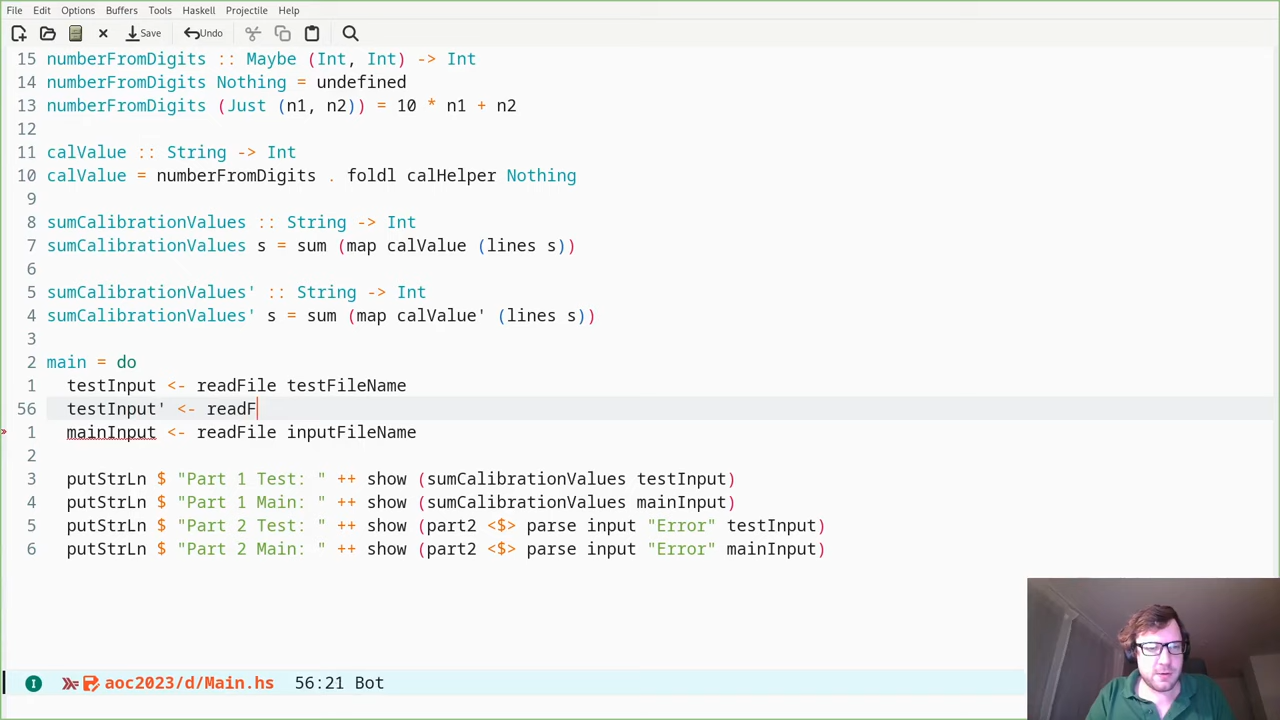 File Edit Options Buffers Tools Haskell Projectile Help
Save Undo
15 numberFromDigits :: Maybe (Int, Int) -> Int
14 numberFromDigits Nothing = undefined
13 numberFromDigits (Just (n1, n2)) = 10 * n1 + n2
12
11 calValue :: String -> Int
10 calValue = numberFromDigits . foldl calHelper Nothing
9
8 sumCalibrationValues :: String -> Int
7 sumCalibrationValues s = sum (map calValue (lines s))
6
5 sumCalibrationValues' :: String -> Int
4 sumCalibrationValues' s = sum (map calValue' (lines s))
3
2 main = do
1 testInput <- readFile testFileName
56 testInput' <- readF
1 mainInput <- readFile inputFileName
2
3 putStrLn $ "Part 1 Test: " ++ show (sumCalibrationValues testInput)
4 putStrLn $ "Part 1 Main: " ++ show (sumCalibrationValues mainInput)
5 putStrLn $ "Part 2 Test: " ++ show (part2 <$> parse input "Error" testInput)
6 putStrLn $ "Part 2 Main: " ++ show (part2 <$> parse input "Error" mainInput)
aoc2023/d/Main.hs 56:21 Bot